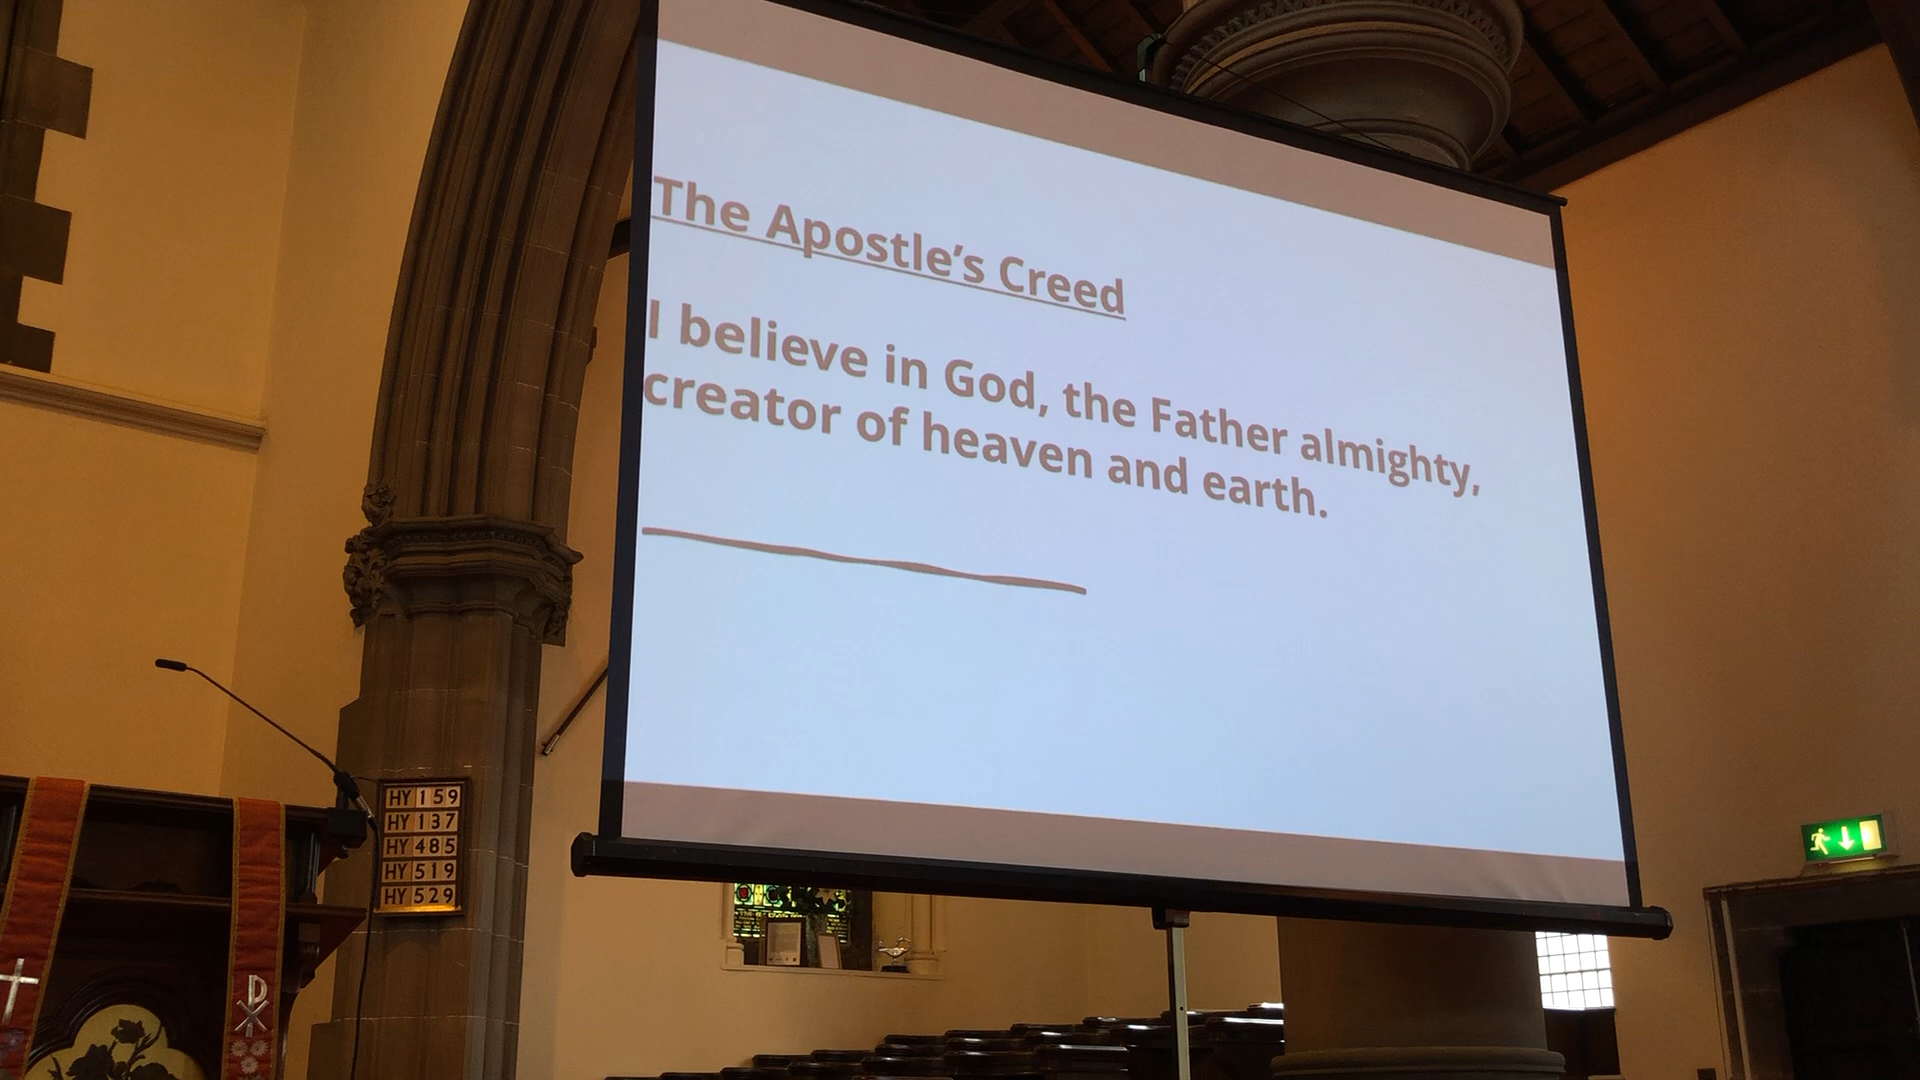 The Apostle’s Creed
I believe in God, the Father almighty,
creator of heaven and earth.
HY 159
HY 137
HY 485
HY 519
HY 529